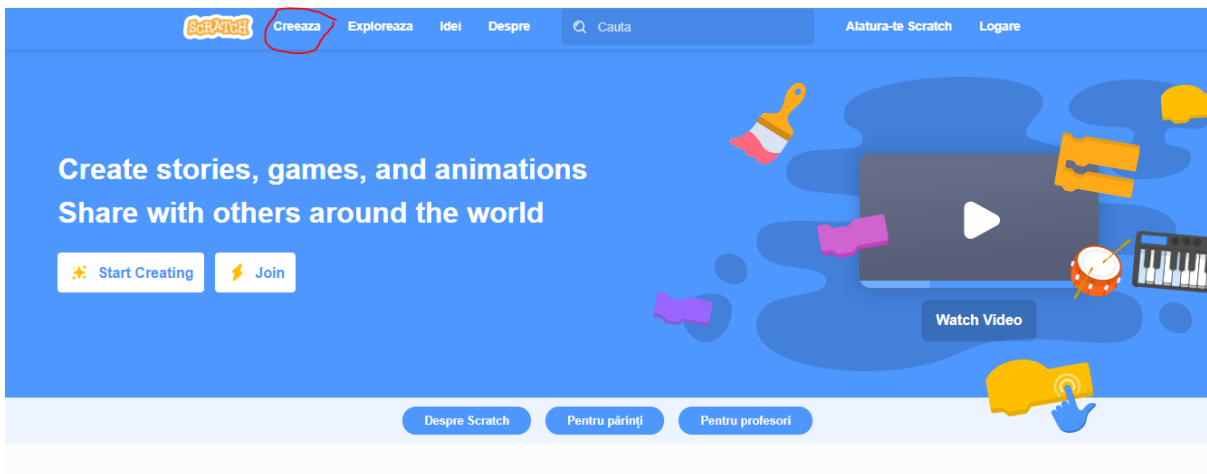 SCRATCH Creeaza Exploreaza Idei Despre Cauta Alatura-te Scratch Logare
Create stories, games, and animations
Share with others around the world
Start Creating Join
Watch Video
Despre Scratch Pentru părinți Pentru profesori